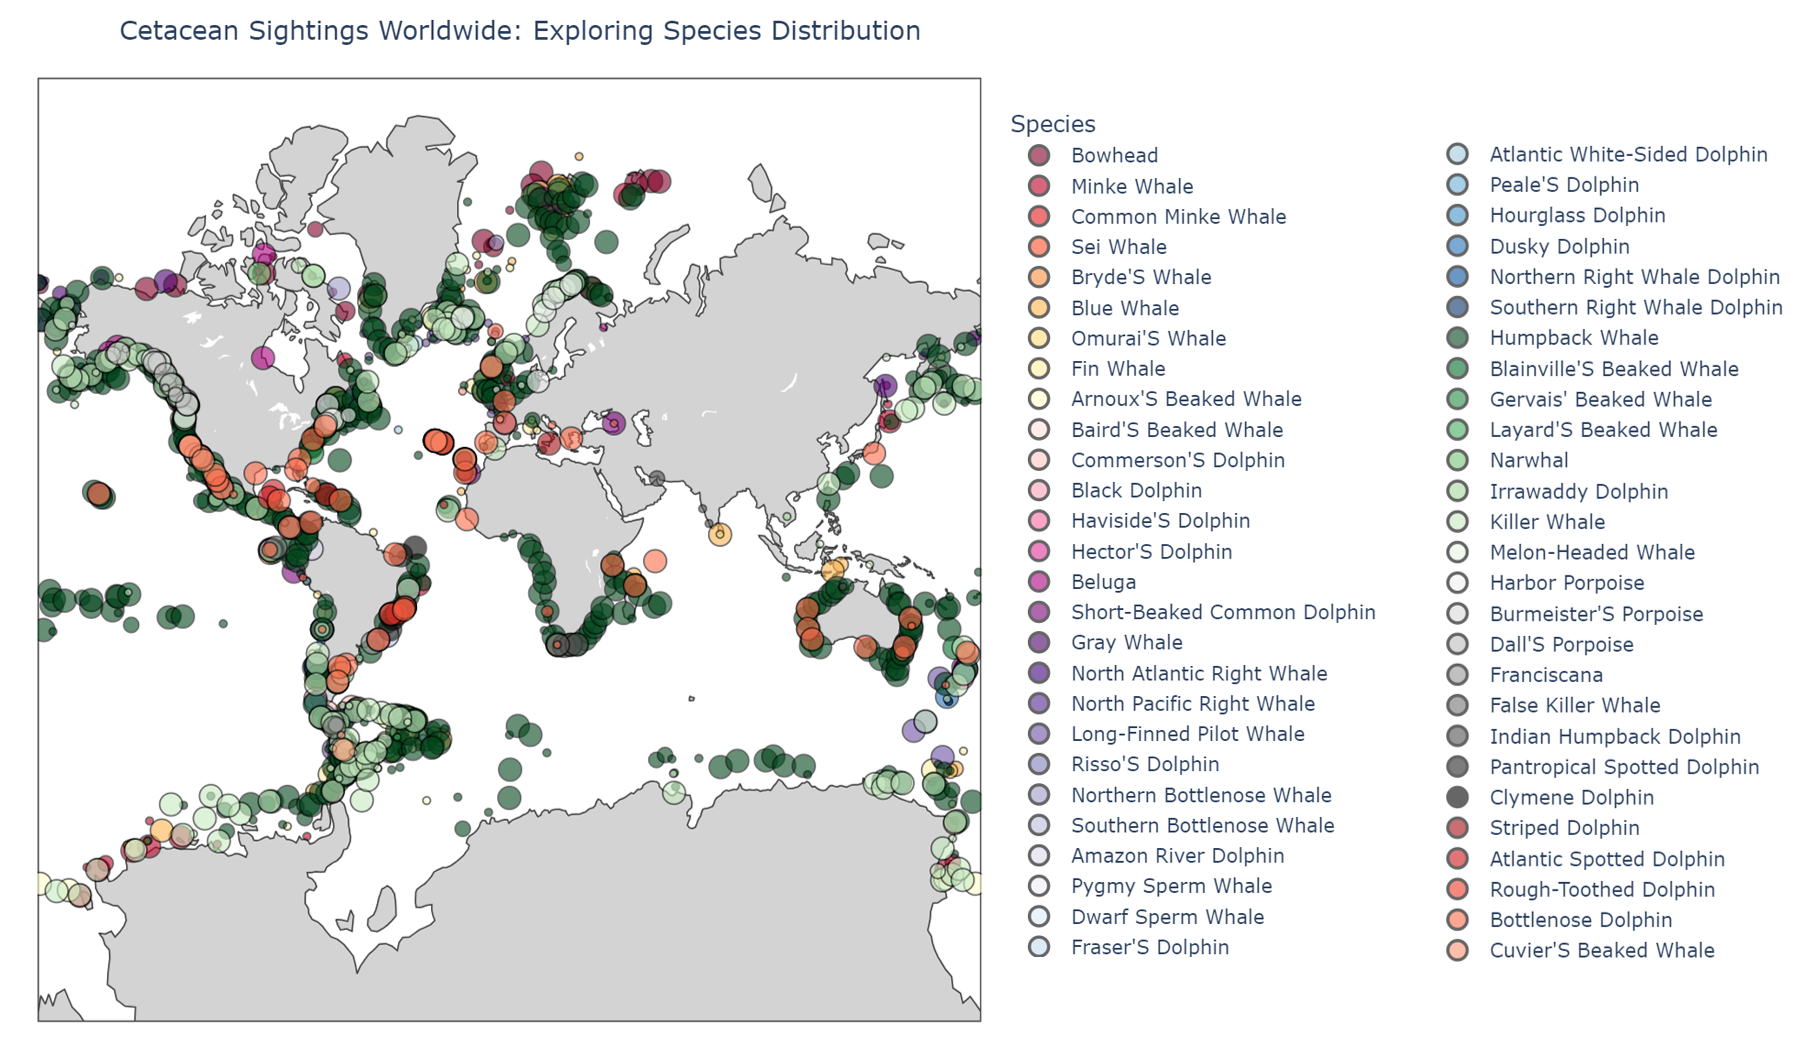 Cetacean Sightings Worldwide: Exploring Species Distribution
Species
Bowhead
Minke Whale
Common Minke Whale
Sei Whale
Bryde'S Whale
Blue Whale
Omurai'S Whale
Fin Whale
Arnoux'S Beaked Whale
Baird'S Beaked Whale
Commerson'S Dolphin
Black Dolphin
Haviside'S Dolphin
Hector'S Dolphin
Beluga
Short-Beaked Common Dolphin
Gray Whale
North Atlantic Right Whale
North Pacific Right Whale
Long-Finned Pilot Whale
Risso'S Dolphin
Northern Bottlenose Whale
Southern Bottlenose Whale
Amazon River Dolphin
Pygmy Sperm Whale
Dwarf Sperm Whale
Fraser'S Dolphin
Atlantic White-Sided Dolphin
Peale'S Dolphin
Hourglass Dolphin
Dusky Dolphin
Northern Right Whale Dolphin
Southern Right Whale Dolphin
Humpback Whale
Blainville'S Beaked Whale
Gervais' Beaked Whale
Layard'S Beaked Whale
Narwhal
Irrawaddy Dolphin
Killer Whale
Melon-Headed Whale
Harbor Porpoise
Burmeister'S Porpoise
Dall'S Porpoise
Franciscana
False Killer Whale
Indian Humpback Dolphin
Pantropical Spotted Dolphin
Clymene Dolphin
Striped Dolphin
Atlantic Spotted Dolphin
Rough-Toothed Dolphin
Bottlenose Dolphin
Cuvier'S Beaked Whale